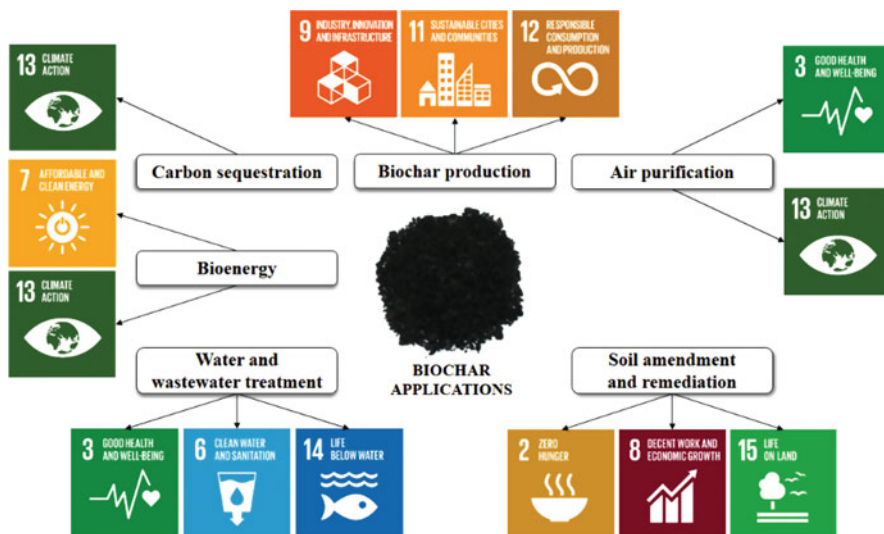 9 INDUSTRY, INNOVATION
AND INFRASTRUCTURE
11 SUSTAINABLE CITIES
AND COMMUNITIES
12 RESPONSIBLE
CONSUMPTION
AND PRODUCTION
13 CLIMATE
ACTION
3 GOOD HEALTH
AND WELL-BEING
Carbon sequestration
Biochar production
Air purification
7 AFFORDABLE AND
CLEAN ENERGY
13 CLIMATE
ACTION
Bioenergy
13 CLIMATE
ACTION
Water and
wastewater treatment
BIOCHAR
APPLICATIONS
Soil amendment
and remediation
3 GOOD HEALTH
AND WELL-BEING
6 CLEAN WATER
AND SANITATION
14 LIFE
BELOW WATER
2 ZERO
HUNGER
8 DECENT WORK AND
ECONOMIC GROWTH
15 LIFE
ON LAND